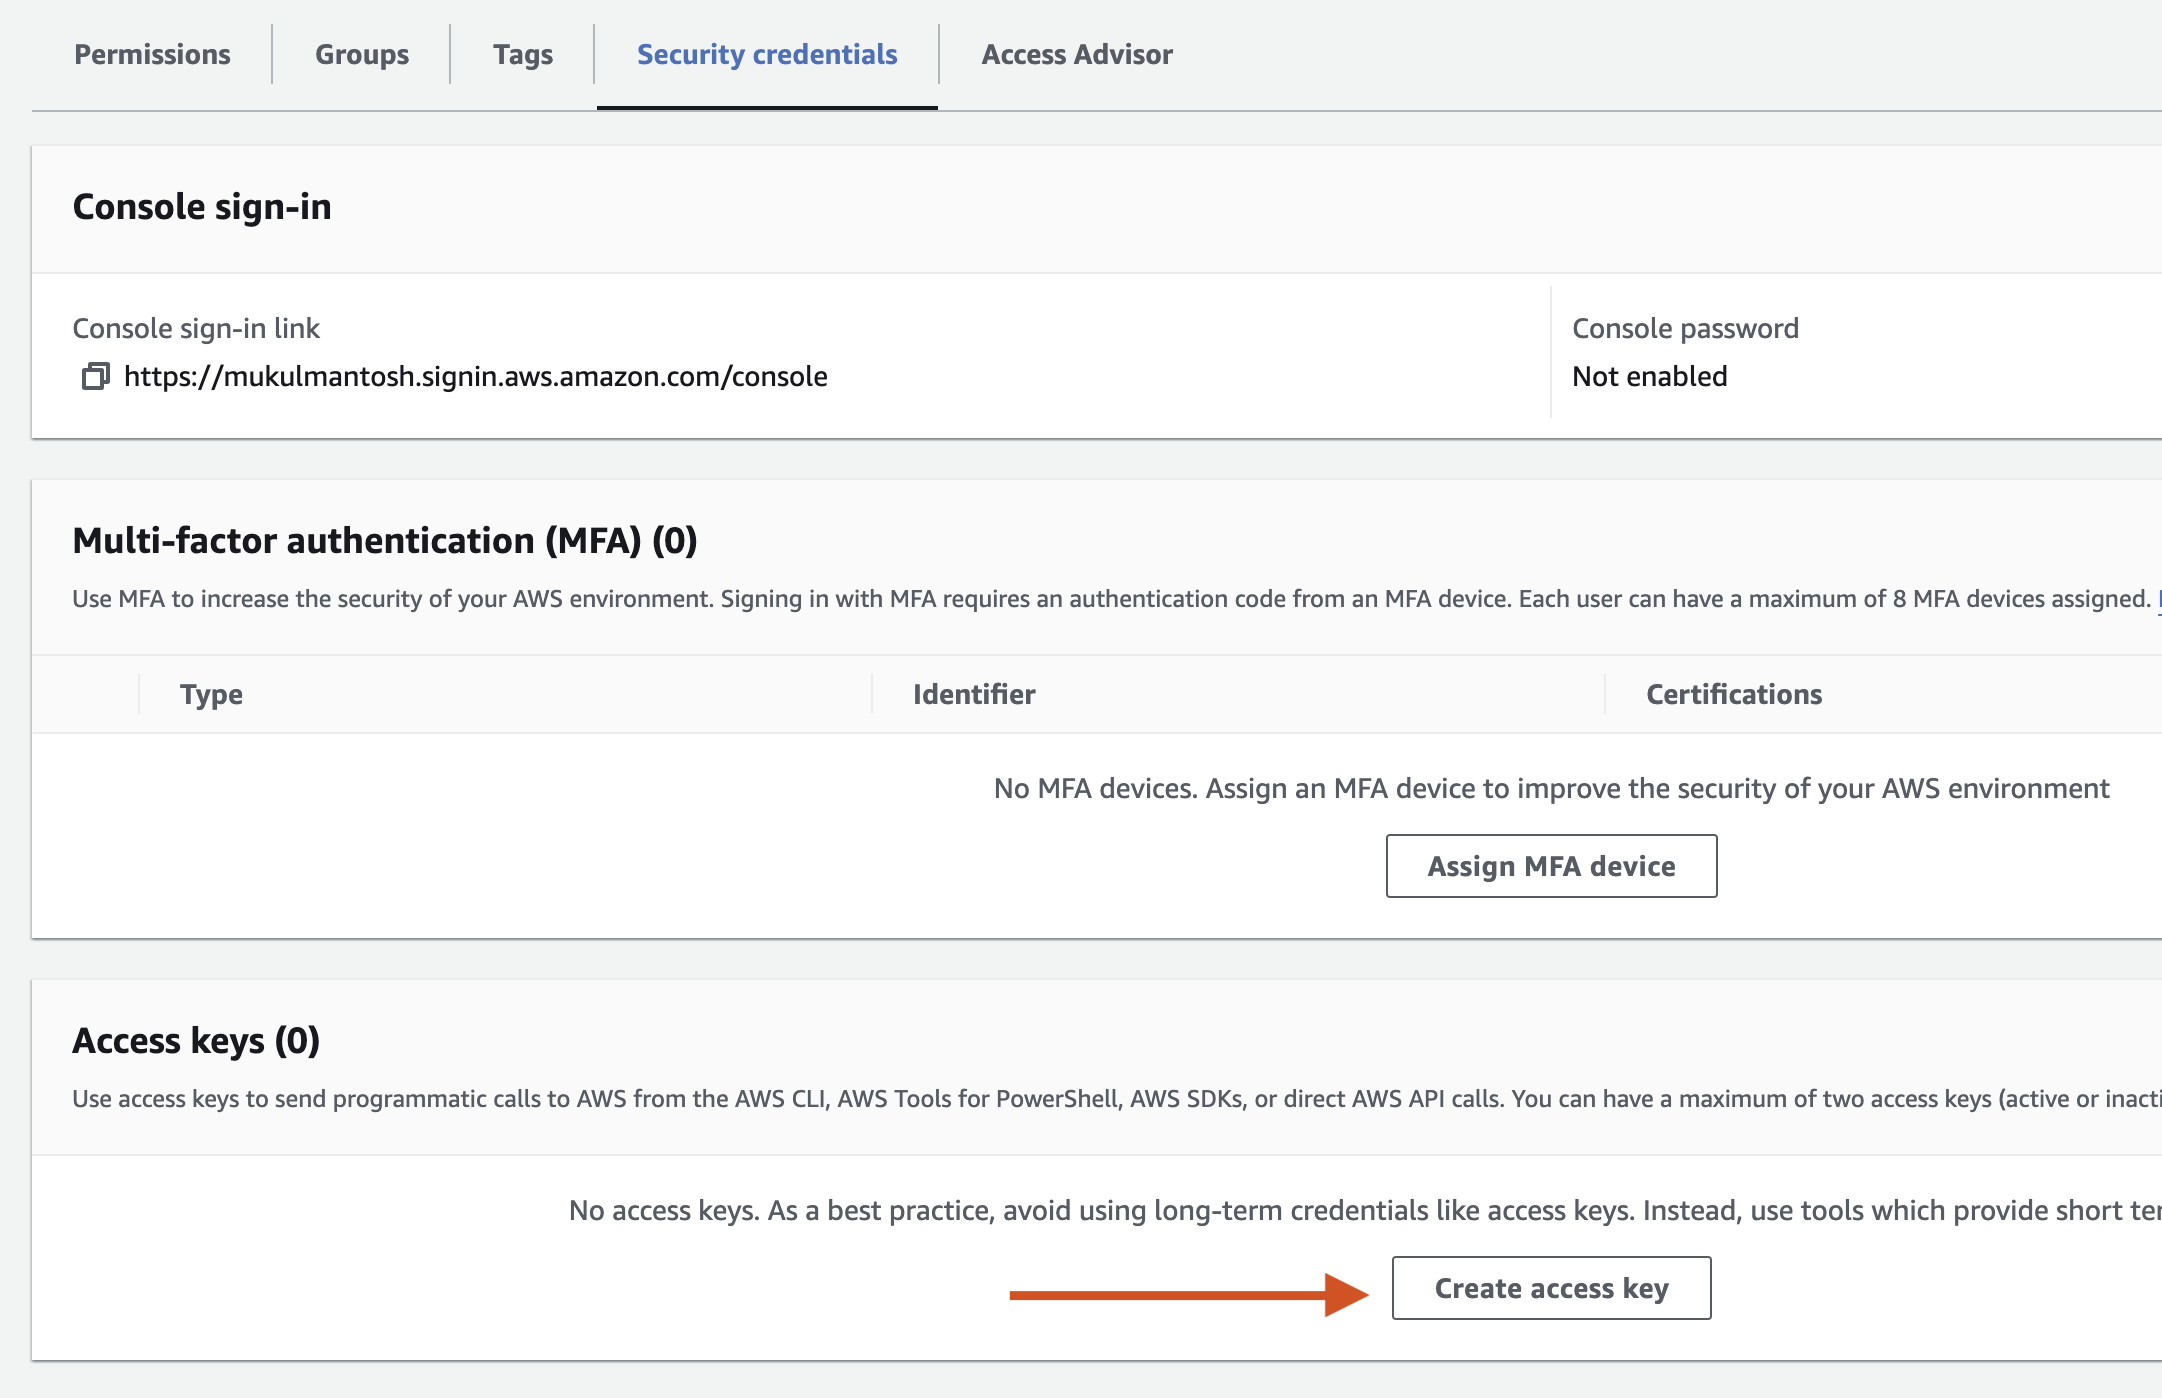 Permissions
Groups
Tags
Security credentials
Access Advisor
Console sign-in
Console sign-in link
https://mukulmantosh.signin.aws.amazon.com/console
Console password
Not enabled
Multi-factor authentication (MFA) (0)
Use MFA to increase the security of your AWS environment. Signing in with MFA requires an authentication code from an MFA device. Each user can have a maximum of 8 MFA devices assigned.
Type
Identifier
Certifications
No MFA devices. Assign an MFA device to improve the security of your AWS environment
Assign MFA device
Access keys (0)
Use access keys to send programmatic calls to AWS from the AWS CLI, AWS Tools for PowerShell, AWS SDKs, or direct AWS API calls. You can have a maximum of two access keys (active or
No access keys. As a best practice, avoid using long-term credentials like access keys. Instead, use tools which provide short
Create access key